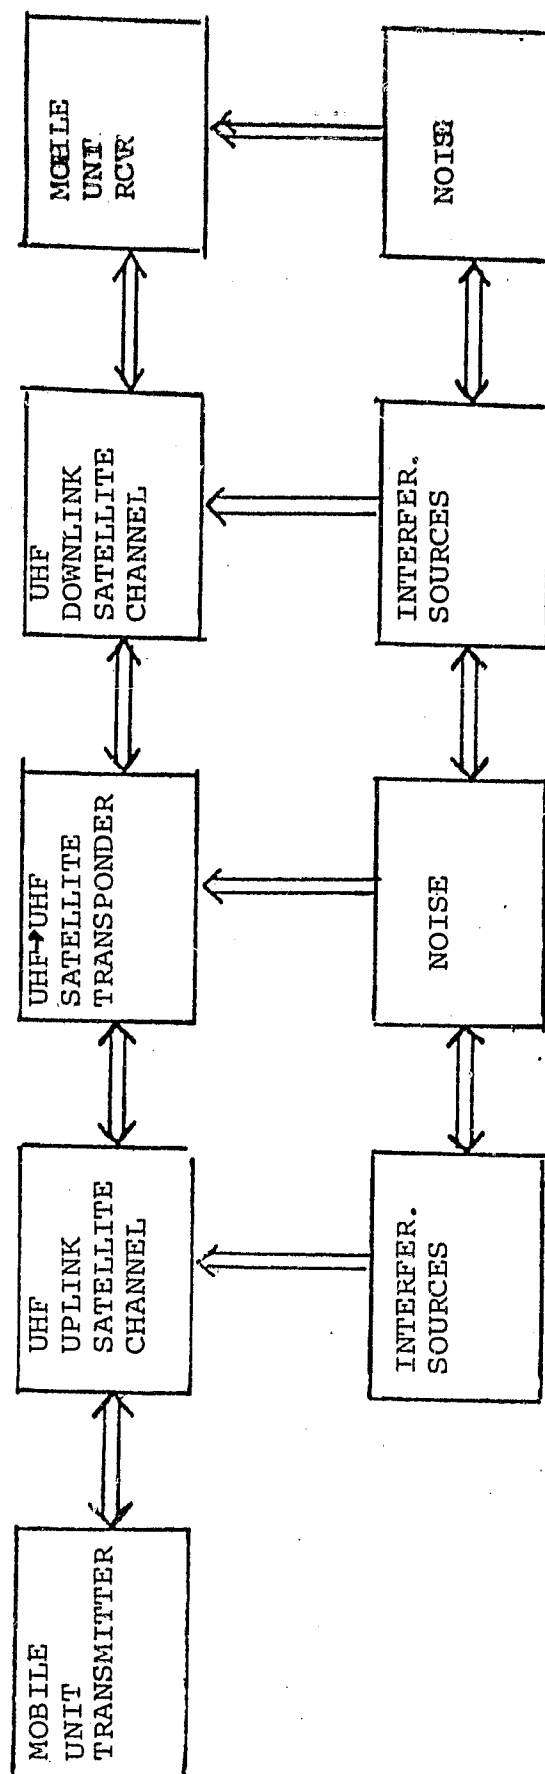 MOBILE
UNIT
TRANSMITTER
UHF
UPLINK
SATELLITE
CHANNEL
UHF→UHF
SATELLITE
TRANSPONDER
UHF
DOWNLINK
SATELLITE
CHANNEL
MOBILE
UNIT
RCVR
INTERFER.
SOURCES
NOISE
INTERFER.
SOURCES
NOISE